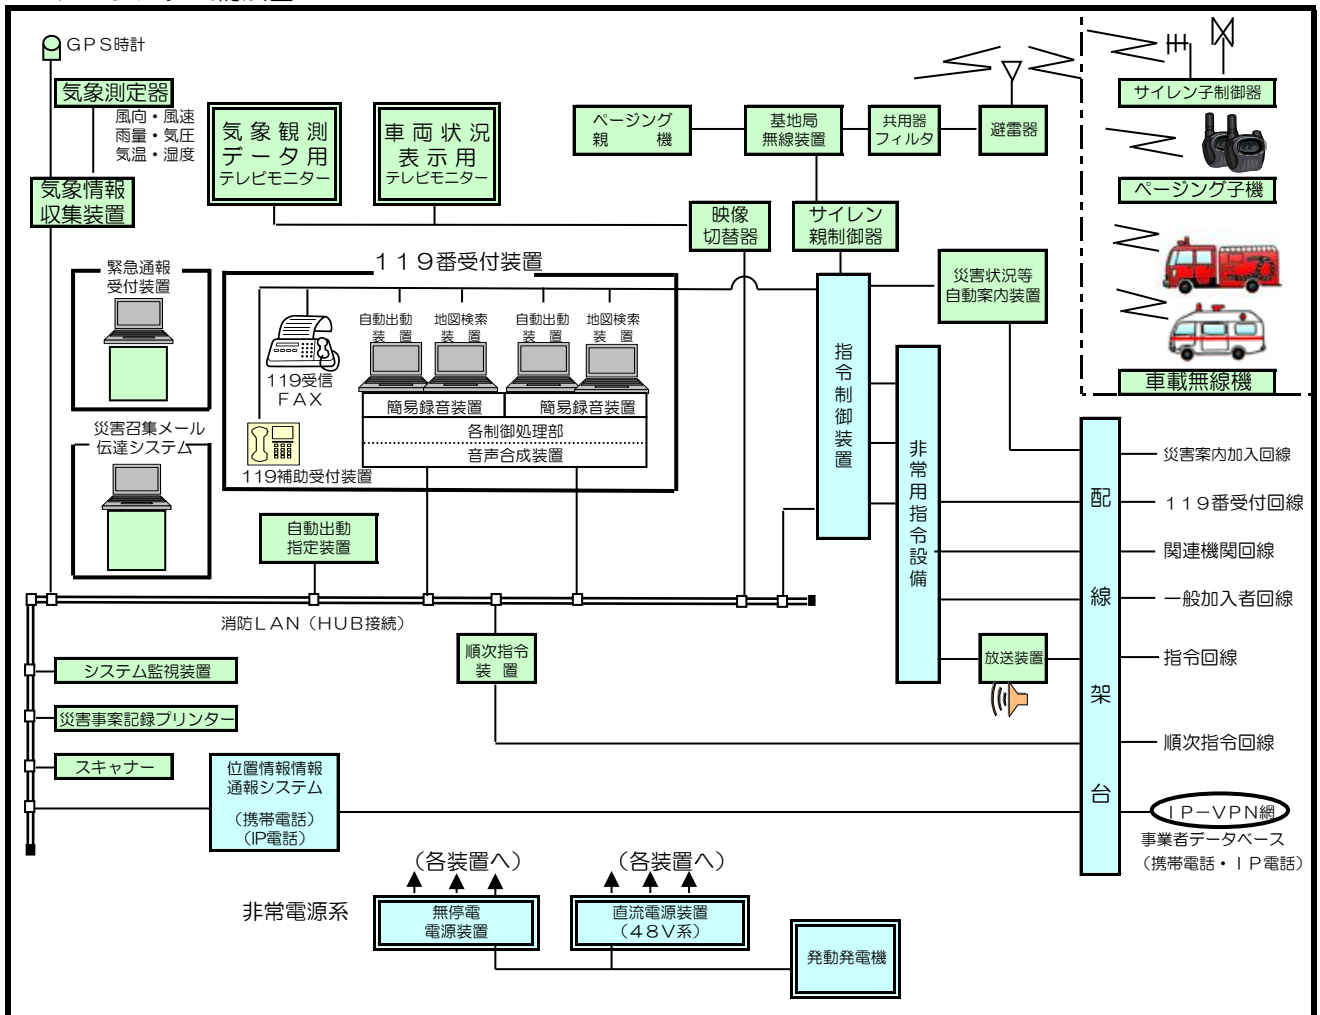 GPS時計
気象測定器
風向・風速
雨量・気圧
気温・湿度
気象情報
収集装置
気象観測
データ用
テレビモニター
車両状況
表示用
テレビモニター
ページング
親　機
基地局
無線装置
共用器
フィルタ
避雷器
サイレン子制御器
ページング子機
車載無線機
映像
切替器
サイレン
親制御器
災害状況等
自動案内装置
緊急通報
受付装置
災害召集メール
伝達システム
119番受付装置
119受信
FAX
119補助受付装置
自動出動
装　置
地図検索
装　置
自動出動
装　置
地図検索
装　置
簡易録音装置
簡易録音装置
各制御処理部
音声合成装置
指令制御装置
非常用指令設備
配線架台
自動出動
指定装置
消防LAN（HUB接続）
順次指令
装　置
放送装置
災害案内加入回線
119番受付回線
関連機関回線
一般加入者回線
指令回線
順次指令回線
IP－VPN網
事業者データベース
（携帯電話・IP電話）
システム監視装置
災害事案記録プリンター
スキャナー
位置情報情報
通報システム
（携帯電話）
（IP電話）
非常電源系
（各装置へ）
（各装置へ）
無停電
電源装置
直流電源装置
（48V系）
発動発電機